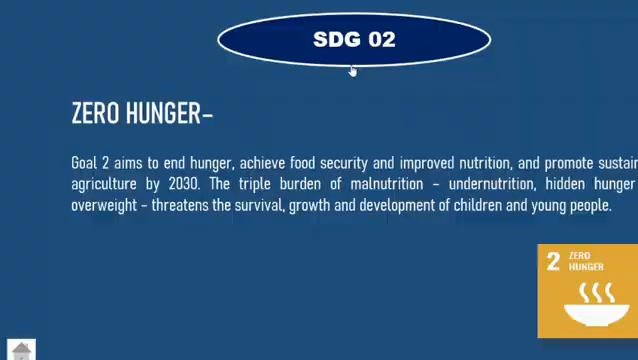 SDG 02
ZERO HUNGER-
Goal 2 aims to end hunger, achieve food security and improved nutrition, and promote sustain
agriculture by 2030. The triple burden of malnutrition - undernutrition, hidden hunger
overweight - threatens the survival, growth and development of children and young people.
2 ZERO
HUNGER